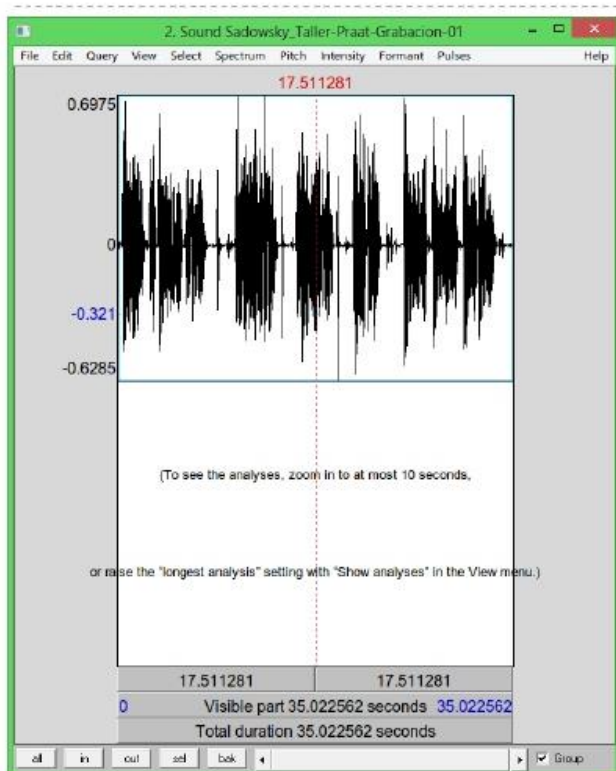 2. Sound Sadowsky_Taller-Praat-Grabacion-01
File Edit Query View Select Spectrum Pitch Intensity Formant Pulses Help
17.511281
0.6975
0
-0.321
-0.6285
(To see the analyses, zoom in to at most 10 seconds,
or raise the "longest analysis" setting with "Show analyses" in the View menu.)
17.511281 17.511281
0 Visible part 35.022562 seconds 35.022562
Total duration 35.022562 seconds
all in out sel bak Group